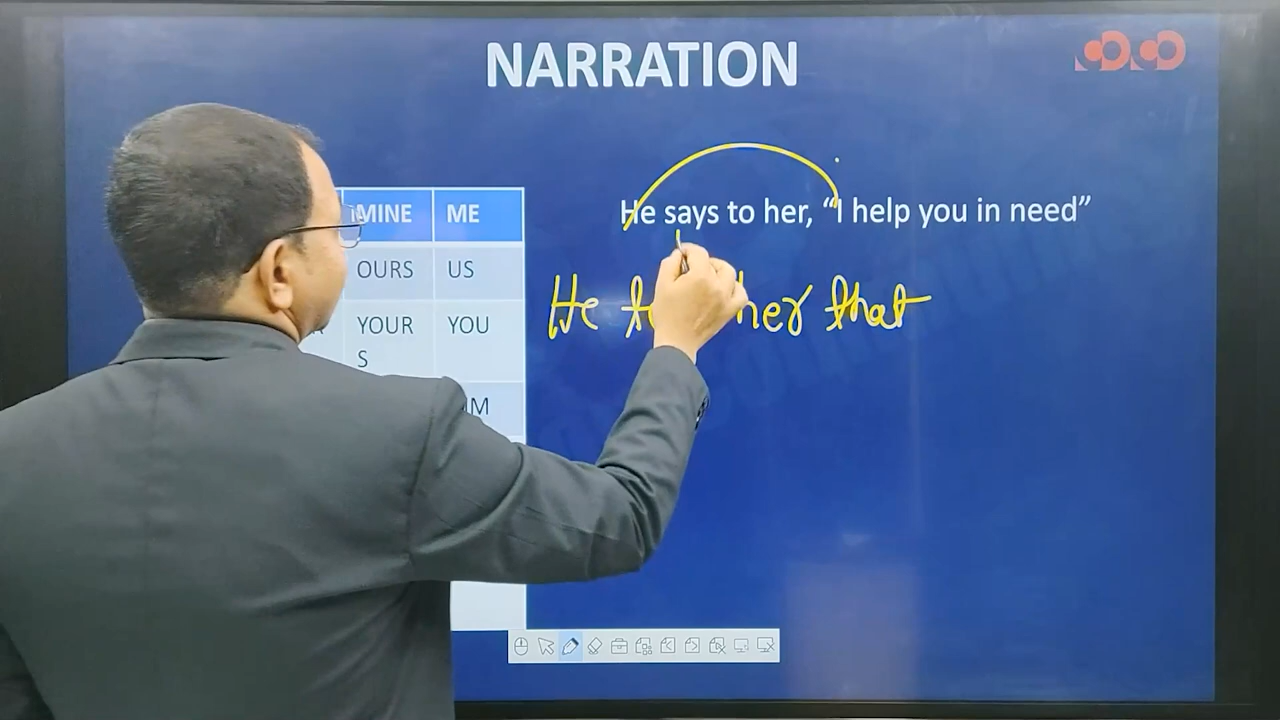 NARRATION
MINE ME
He says to her, “I help you in need”
OURS US
He her that
YOUR YOU
S